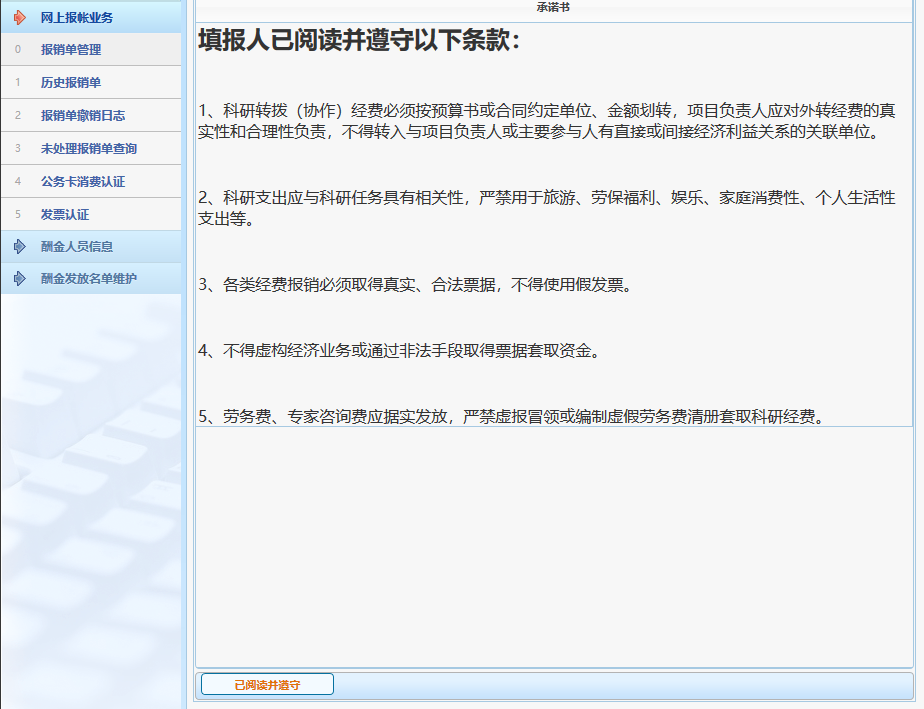 网上报帐业务
0 报销单管理
1 历史报销单
2 报销单撤销日志
3 未处理报销单查询
4 公务卡消费认证
5 发票认证
酬金人员信息
酬金发放名单维护
承诺书
填报人已阅读并遵守以下条款：
1、科研转拨（协作）经费必须按预算书或合同约定单位、金额划转，项目负责人应对外转经费的真
实性和合理性负责，不得转入与项目负责人或主要参与人有直接或间接经济利益关系的关联单位。
2、科研支出应与科研任务具有相关性，严禁用于旅游、劳保福利、娱乐、家庭消费性、个人生活性
支出等。
3、各类经费报销必须取得真实、合法票据，不得使用假发票。
4、不得虚构经济业务或通过非法手段取得票据套取资金。
5、劳务费、专家咨询费应据实发放，严禁虚报冒领或编制虚假劳务费清册套取科研经费。
已阅读并遵守